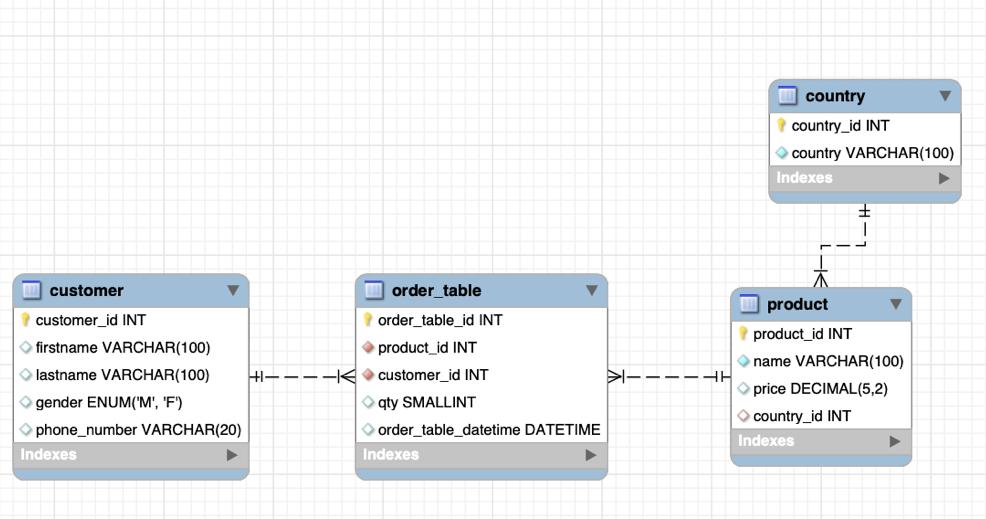 country
country_id INT
country VARCHAR(100)
Indexes
customer
customer_id INT
firstname VARCHAR(100)
lastname VARCHAR(100)
gender ENUM('M', 'F')
phone_number VARCHAR(20)
Indexes
order_table
order_table_id INT
product_id INT
customer_id INT
qty SMALLINT
order_table_datetime DATETIME
Indexes
product
product_id INT
name VARCHAR(100)
price DECIMAL(5,2)
country_id INT
Indexes